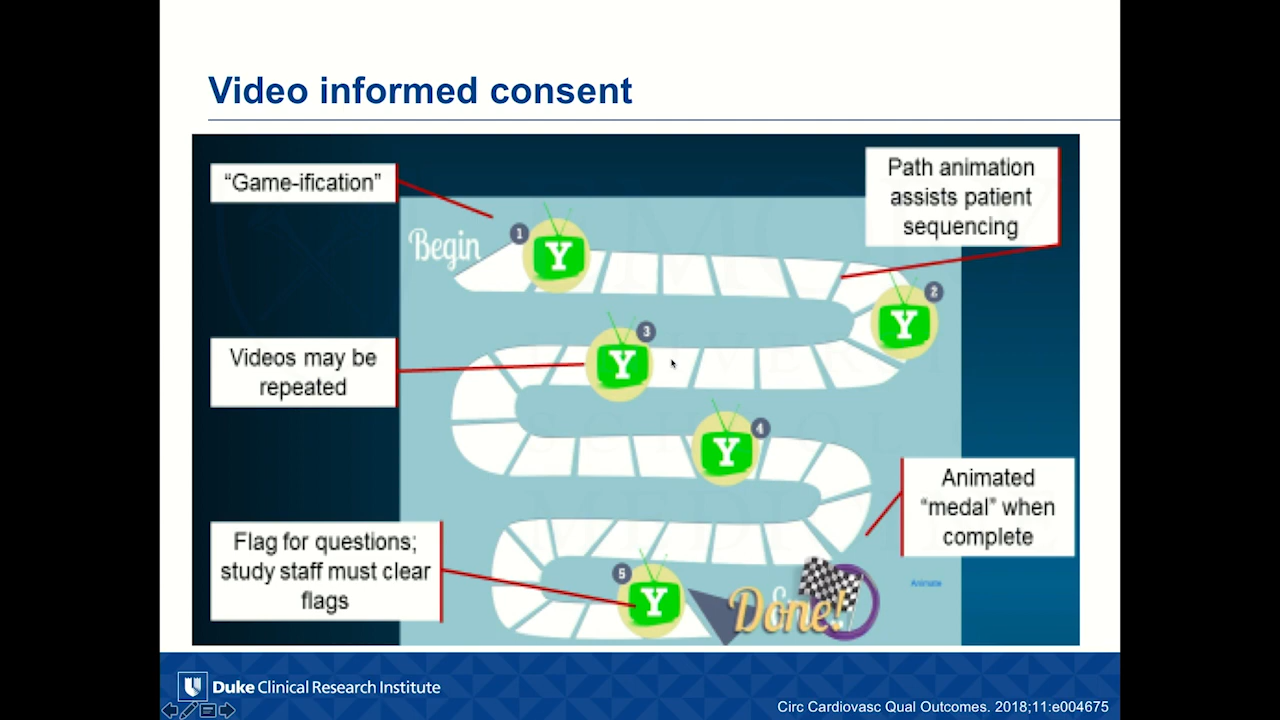 Video informed consent
“Game-ification”
Path animation
assists patient
sequencing
Begin
1
Y
2
Y
3
Y
Videos may be
repeated
4
Y
Animated
“medal” when
complete
Flag for questions;
study staff must clear
flags
5
Y
Done!
Animate
Duke Clinical Research Institute
Circ Cardiovasc Qual Outcomes. 2018;11:e004675